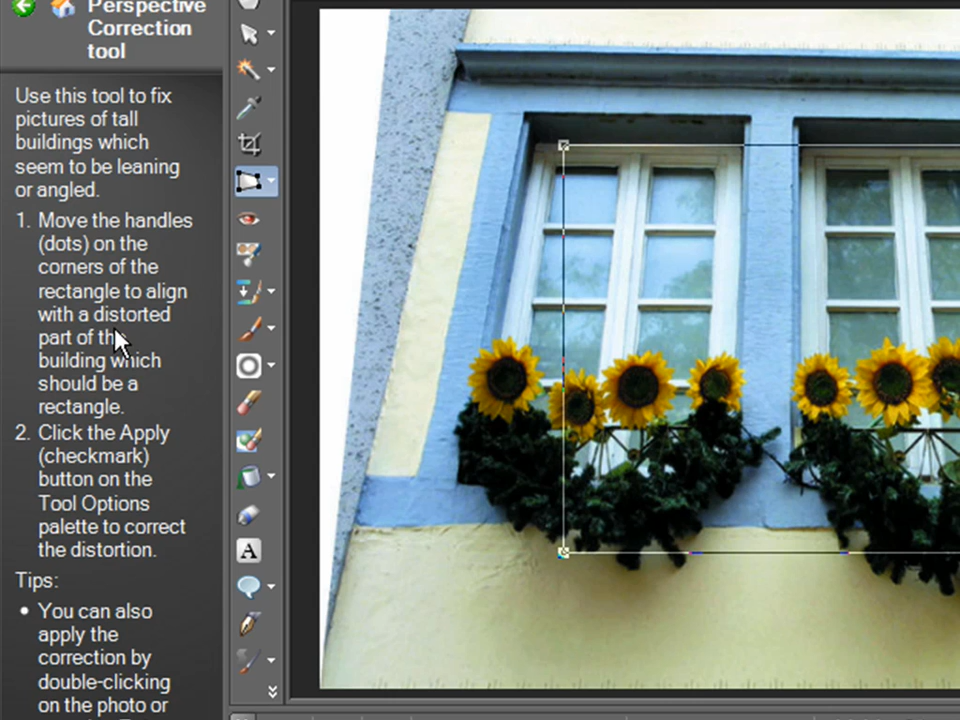 Perspective
Correction
tool
Use this tool to fix
pictures of tall
buildings which
seem to be leaning
or angled.
1. Move the handles
(dots) on the
corners of the
rectangle to align
with a distorted
part of the
building which
should be a
rectangle.
2. Click the Apply
(checkmark)
button on the
Tool Options
palette to correct
the distortion.
Tips:
• You can also
apply the
correction by
double-clicking
on the photo or
A